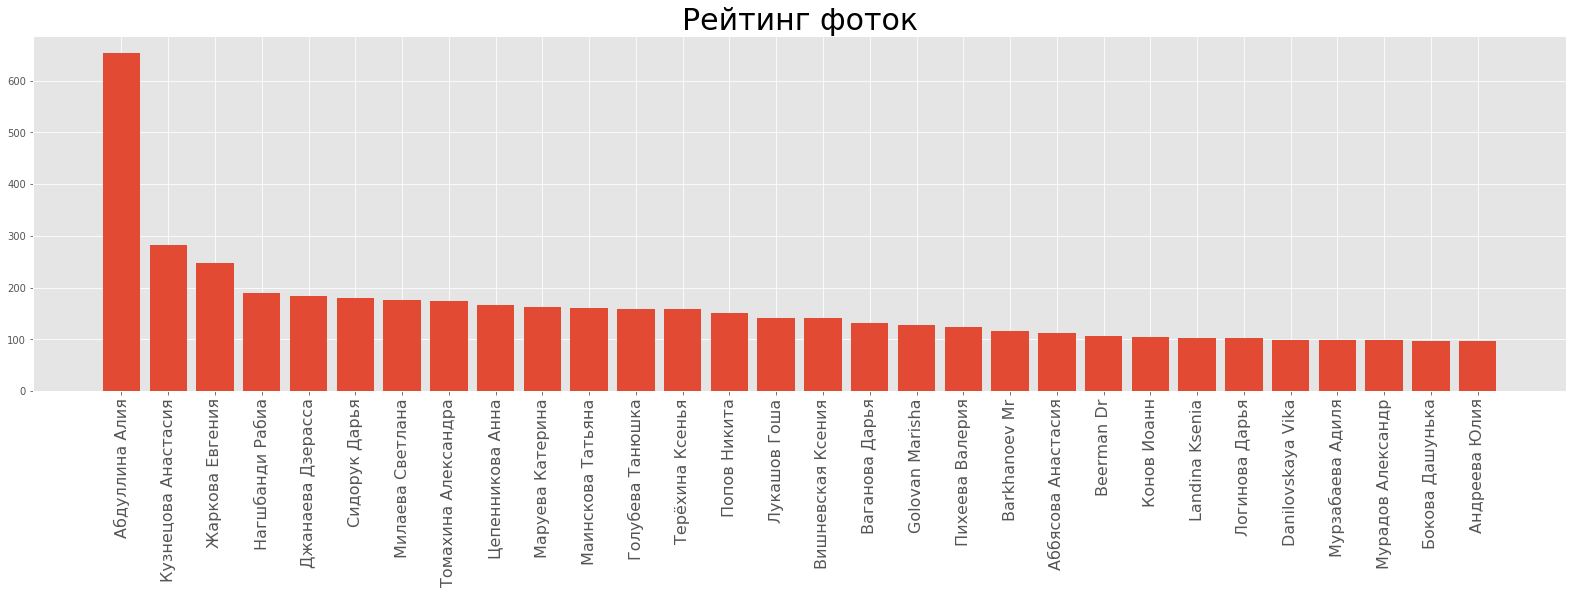 Рейтинг фоток
600
500
400
300
200
100
0
Абдуллина Алия
Кузнецова Анастасия
Жаркова Евгения
Нагшбанди Рабиа
Джанаева Дзерасса
Сидорук Дарья
Милаева Светлана
Томахина Александра
Цепенникова Анна
Маруева Катерина
Маинскова Татьяна
Голубева Танюшка
Терёхина Ксенья
Попов Никита
Лукашов Гоша
Вишневская Ксения
Ваганова Дарья
Golovan Marisha
Пихеева Валерия
Barkhanoev Mr
Аббясова Анастасия
Beerman Dr
Конов Иоанн
Landina Ksenia
Логинова Дарья
Danilovskaya Vika
Мурзабаева Адиля
Мурадов Александр
Бокова Дашунька
Андреева Юлия